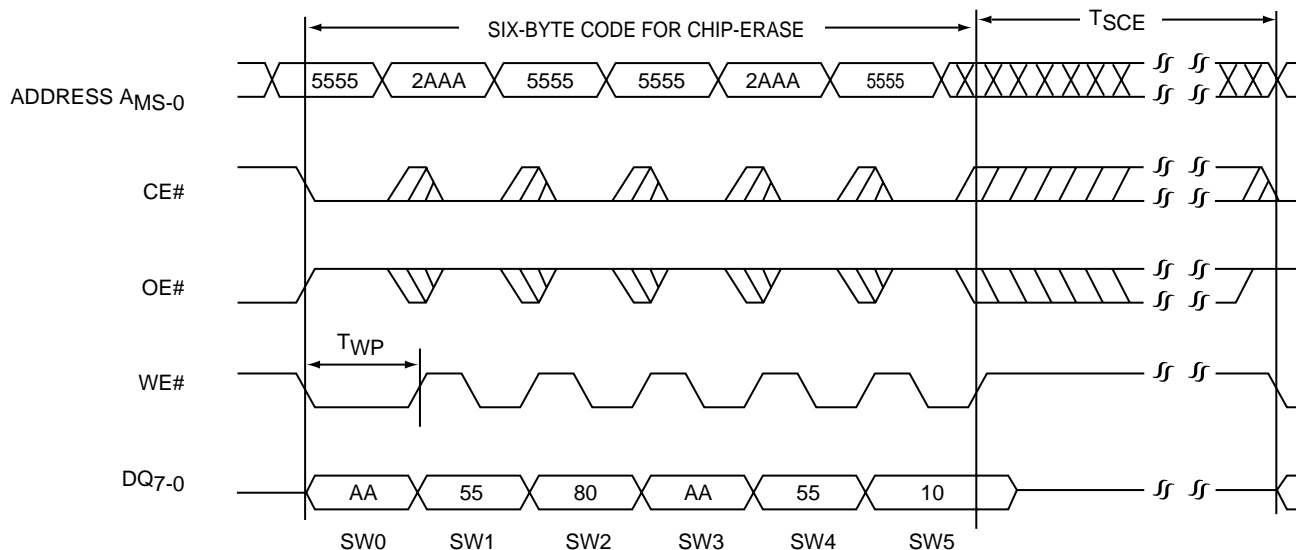 SIX-BYTE CODE FOR CHIP-ERASE
TSCE
ADDRESS AMS-0
5555 2AAA 5555 5555 2AAA 5555
CE#
OE#
TWP
WE#
DQ7-0
AA 55 80 AA 55 10
SW0 SW1 SW2 SW3 SW4 SW5